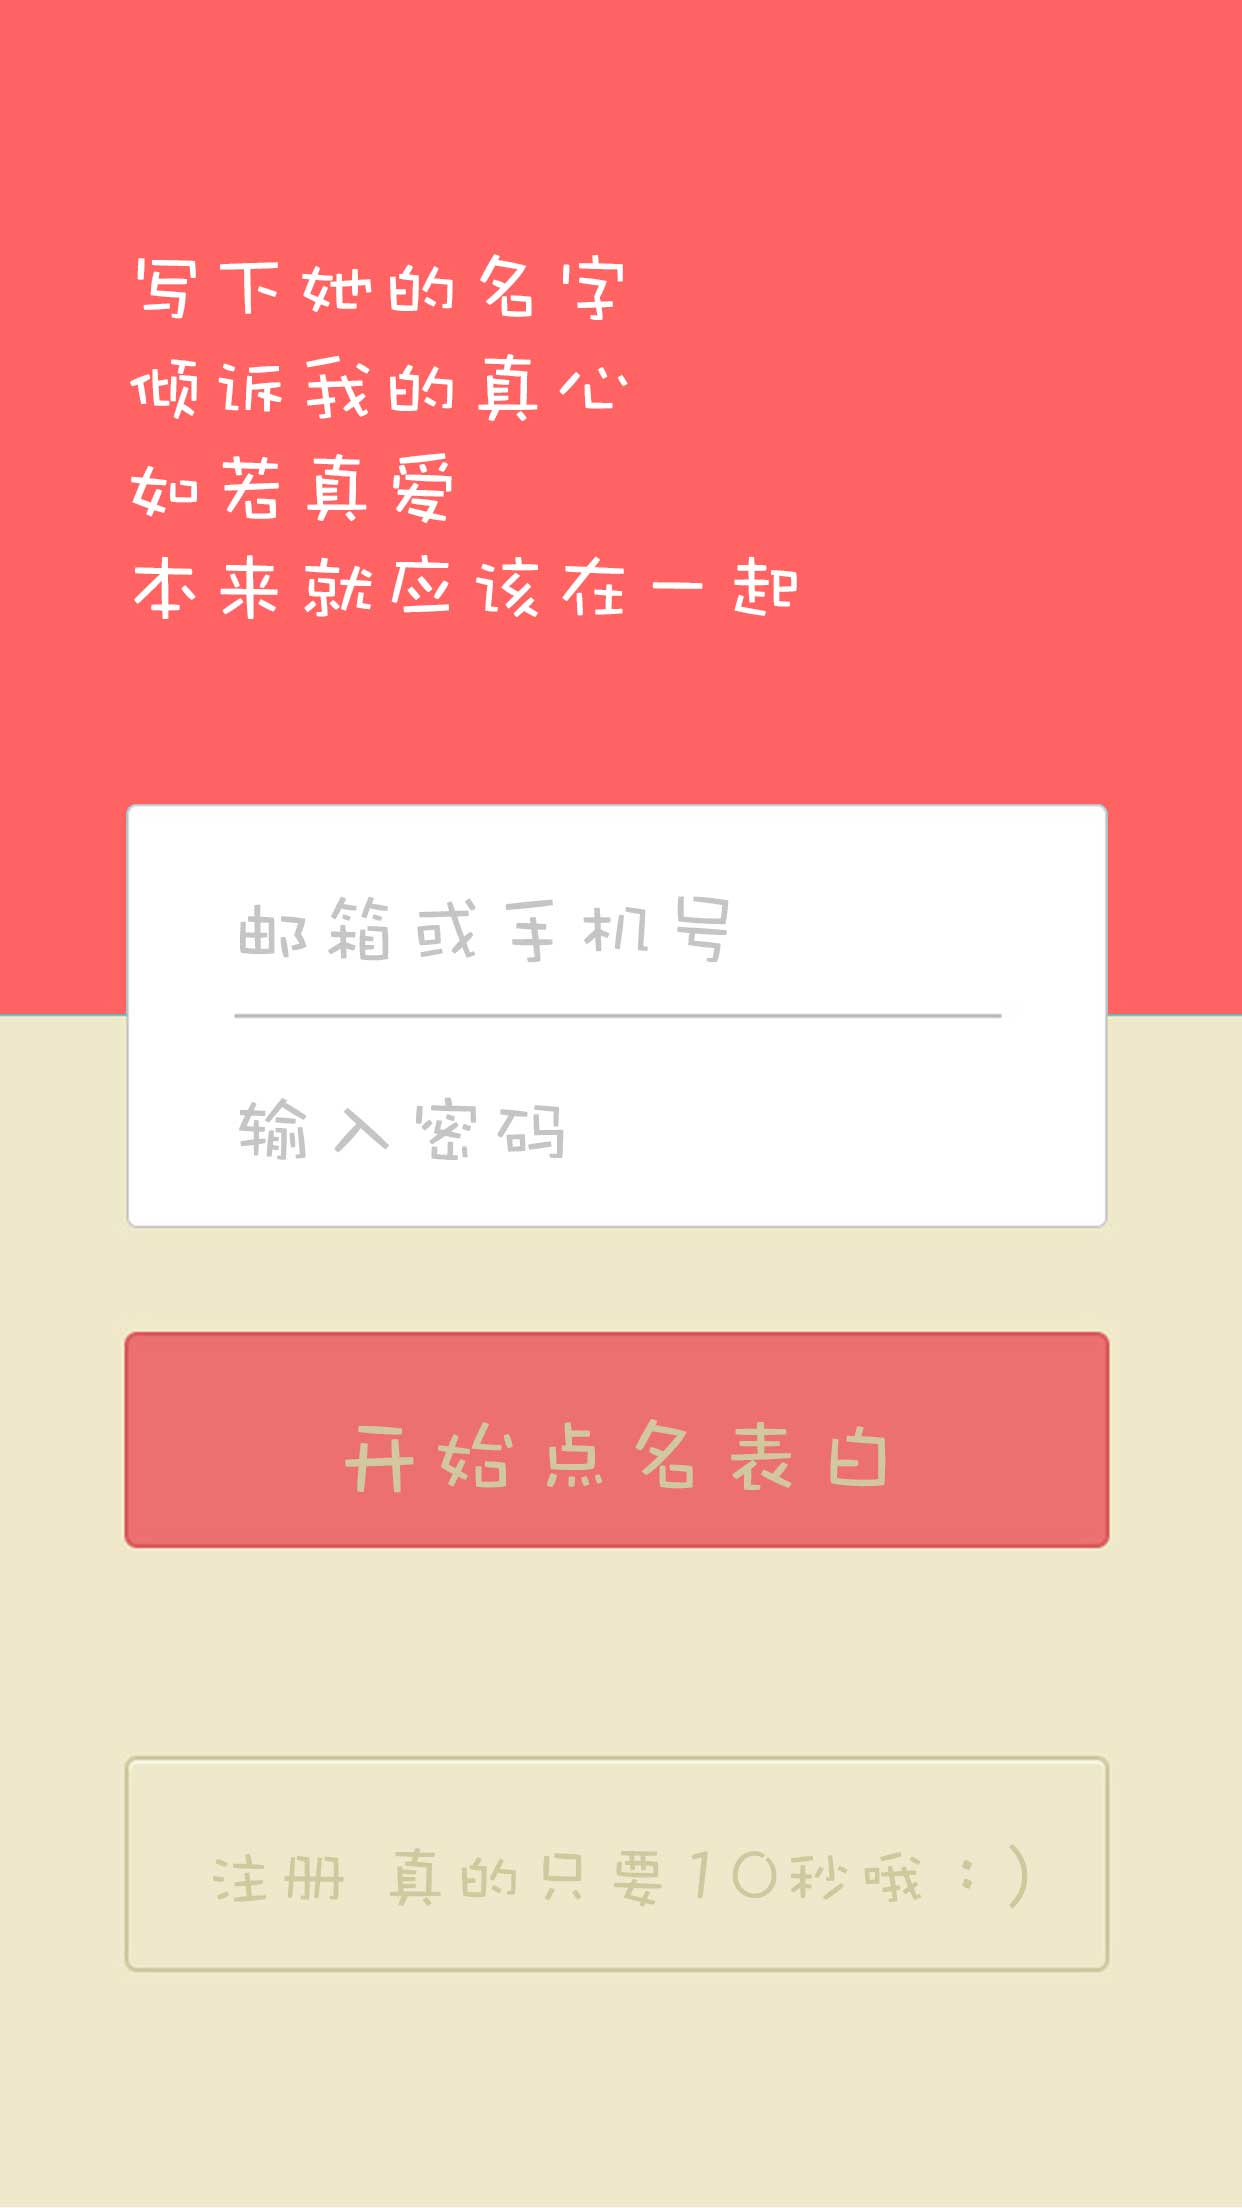 写下她的名字
倾诉我的真心
如若真爱
本来就应该在一起
邮箱或手机号
输入密码
开始点名表白
注册 真的只要10秒哦：)